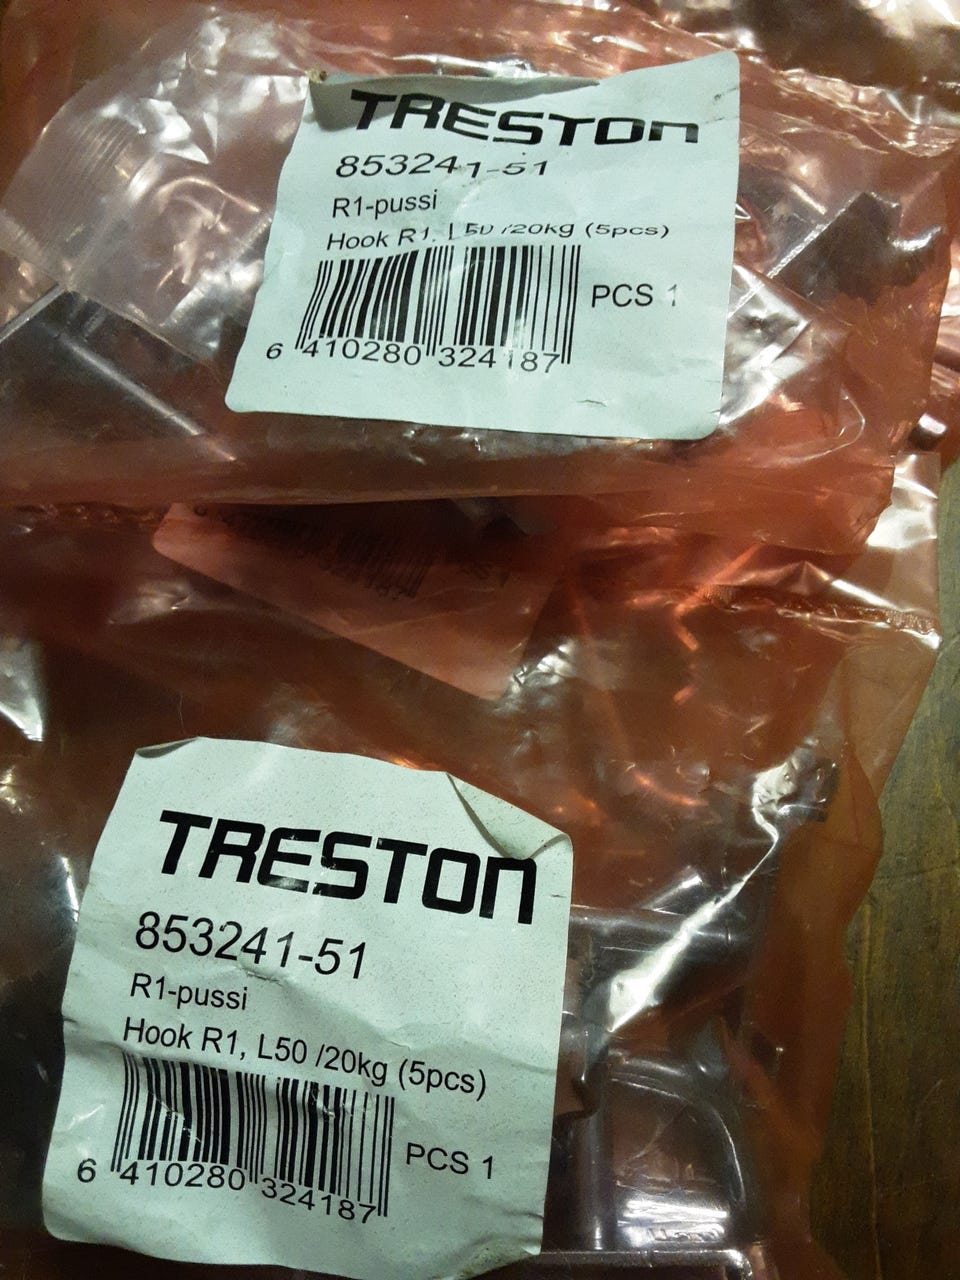 TRESTON
853241-51
R1-pussi
Hook R1, L50 /20kg (5pcs)
PCS 1
6 410280 324187
TRESTON
853241-51
R1-pussi
Hook R1, L50 /20kg (5pcs)
PCS 1
6 410280 324187